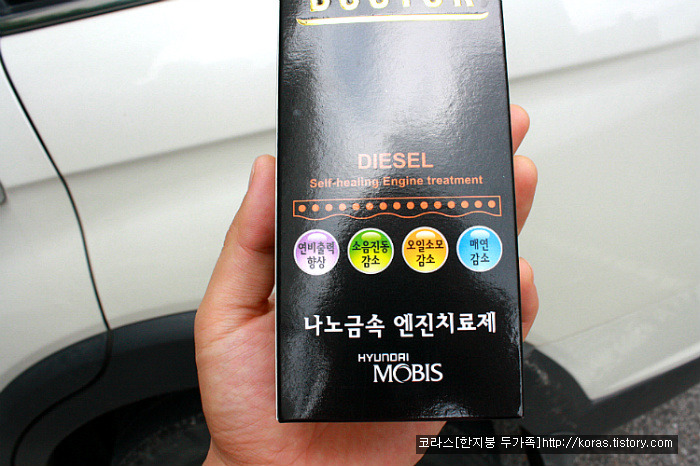 DOCTOR
DIESEL
Self-healing Engine treatment
연비출력 향상
소음진동 감소
오일소모 감소
매연 감소
나노금속 엔진치료제
HYUNDAI
MOBIS
코라스[한지붕 두가족]http://koras.tistory.com